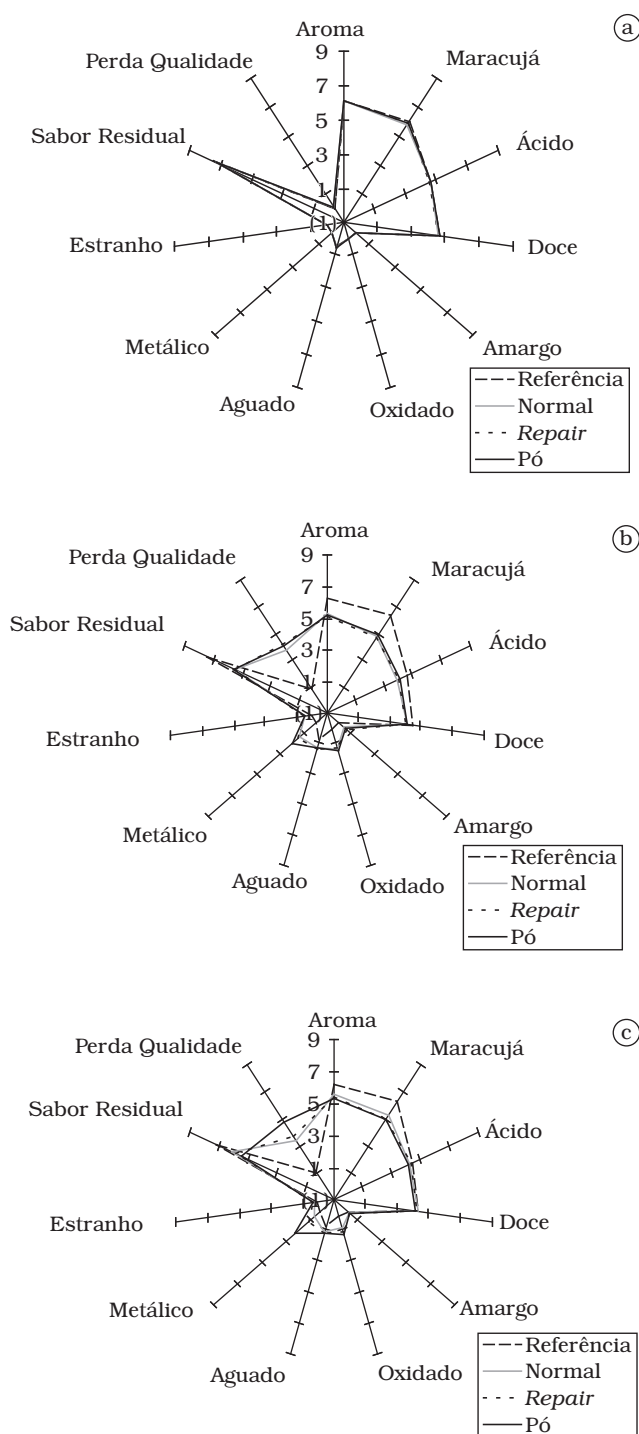 a
Aroma
9
Perda Qualidade
Maracujá
7
5
Sabor Residual
Ácido
3
1
(1)
Estranho
Doce
Metálico
Amargo
Aguado
Oxidado
Referência
Normal
Repair
Pó
b
Aroma
9
Perda Qualidade
Maracujá
7
5
Sabor Residual
Ácido
3
1
(1)
Estranho
Doce
Metálico
Amargo
Aguado
Oxidado
Referência
Normal
Repair
Pó
c
Aroma
9
Perda Qualidade
Maracujá
7
5
Sabor Residual
Ácido
3
1
(1)
Estranho
Doce
Metálico
Amargo
Aguado
Oxidado
Referência
Normal
Repair
Pó